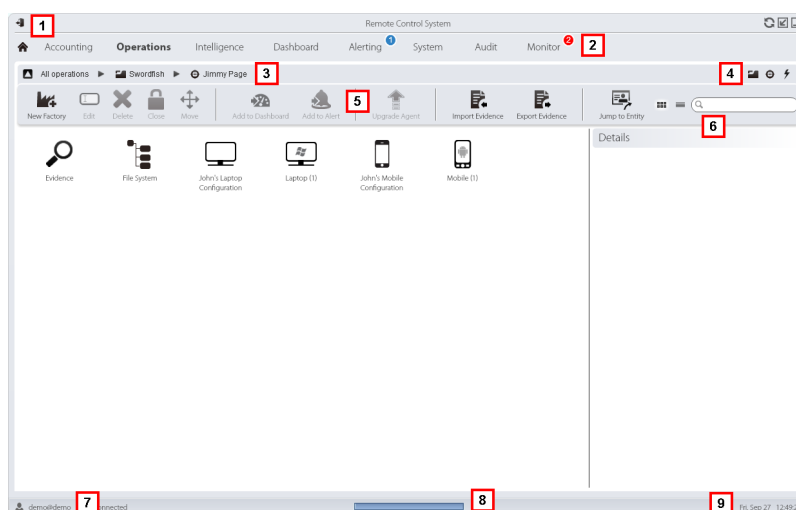 1
Remote Control System
Accounting Operations Intelligence Dashboard Alerting 1 System Audit Monitor 2 2
All operations Swordfish Jimmy Page 3 4
New Factory Edit Delete Close Move Add to Dashboard Add to Alert 5 Upgrade Agent Import Evidence Export Evidence Jump to Entity 6
Details
Evidence File System John's Laptop Configuration Laptop (1) John's Mobile Configuration Mobile (1)
demo@demo 7 8 9 Fri, Sep 27